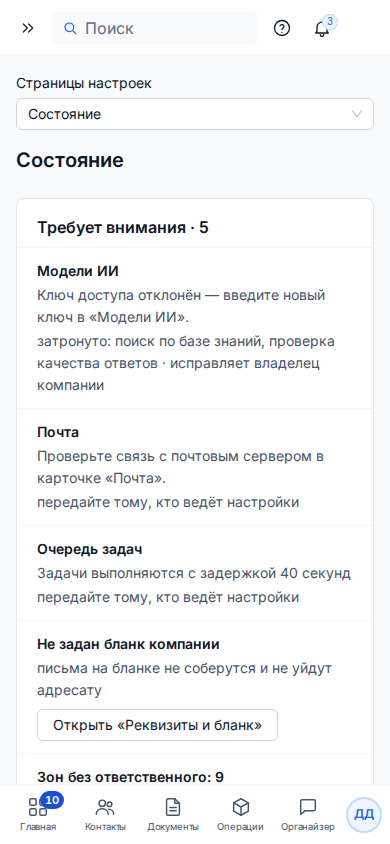 Поиск
3
Страницы настроек
Состояние
Состояние
Требует внимания · 5
Модели ИИ
Ключ доступа отклонён — введите новый
ключ в «Модели ИИ».
затронуто: поиск по базе знаний, проверка
качества ответов · исправляет владелец
компании
Почта
Проверьте связь с почтовым сервером в
карточке «Почта».
передайте тому, кто ведёт настройки
Очередь задач
Задачи выполняются с задержкой 40 секунд
передайте тому, кто ведёт настройки
Не задан бланк компании
письма на бланке не соберутся и не уйдут
адресату
Открыть «Реквизиты и бланк»
Зон без ответственного: 9
10
Главная
Контакты
Документы
Операции
Органайзер
ДД